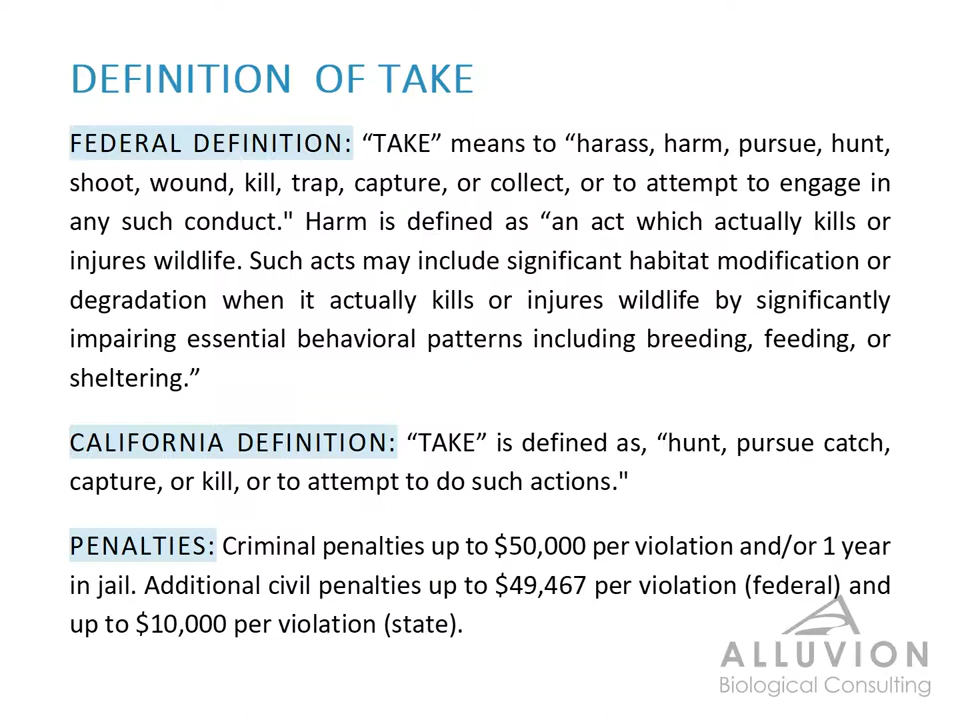 DEFINITION OF TAKE
FEDERAL DEFINITION: “TAKE” means to “harass, harm, pursue, hunt,
shoot, wound, kill, trap, capture, or collect, or to attempt to engage in
any such conduct." Harm is defined as “an act which actually kills or
injures wildlife. Such acts may include significant habitat modification or
degradation when it actually kills or injures wildlife by significantly
impairing essential behavioral patterns including breeding, feeding, or
sheltering.”
CALIFORNIA DEFINITION: “TAKE” is defined as, “hunt, pursue catch,
capture, or kill, or to attempt to do such actions."
PENALTIES: Criminal penalties up to $50,000 per violation and/or 1 year
in jail. Additional civil penalties up to $49,467 per violation (federal) and
up to $10,000 per violation (state).
ALLUVION
Biological Consulting